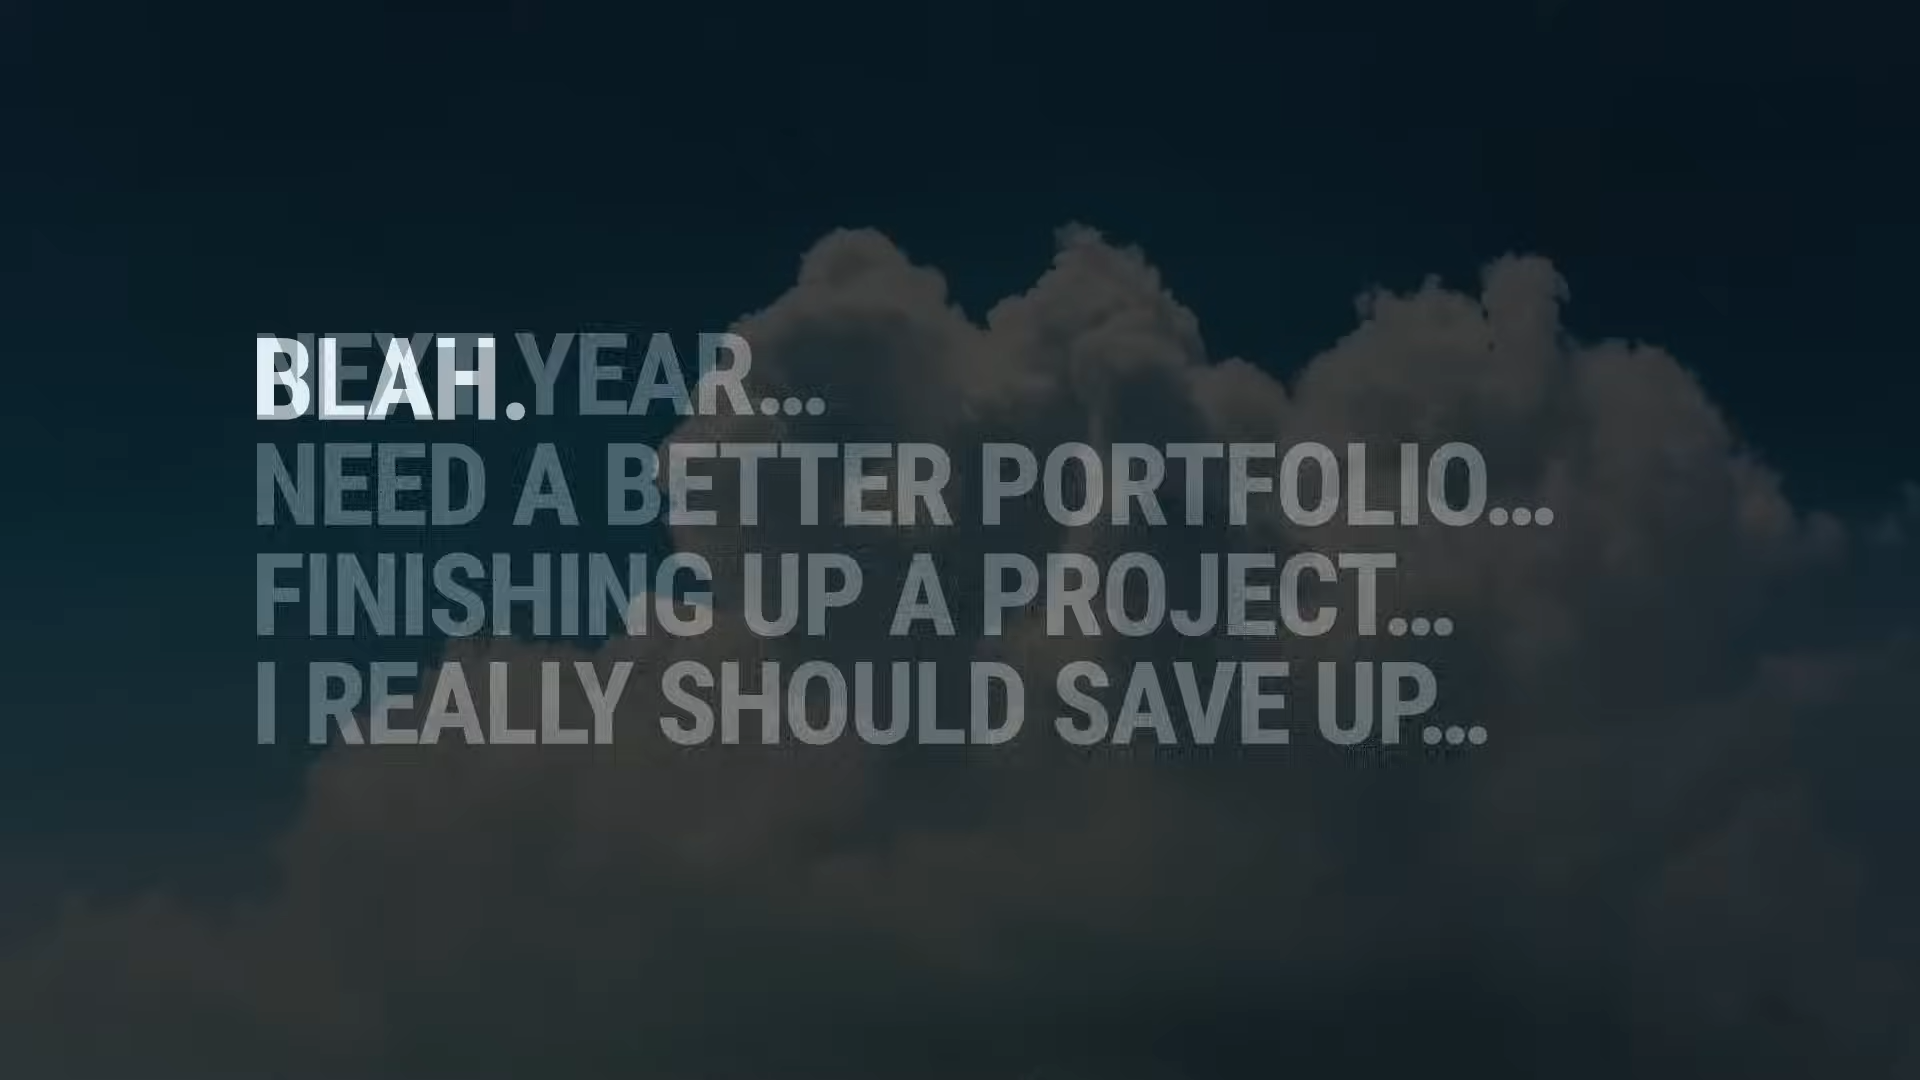 BLAH.
NEXT YEAR...
NEED A BETTER PORTFOLIO...
FINISHING UP A PROJECT...
I REALLY SHOULD SAVE UP...